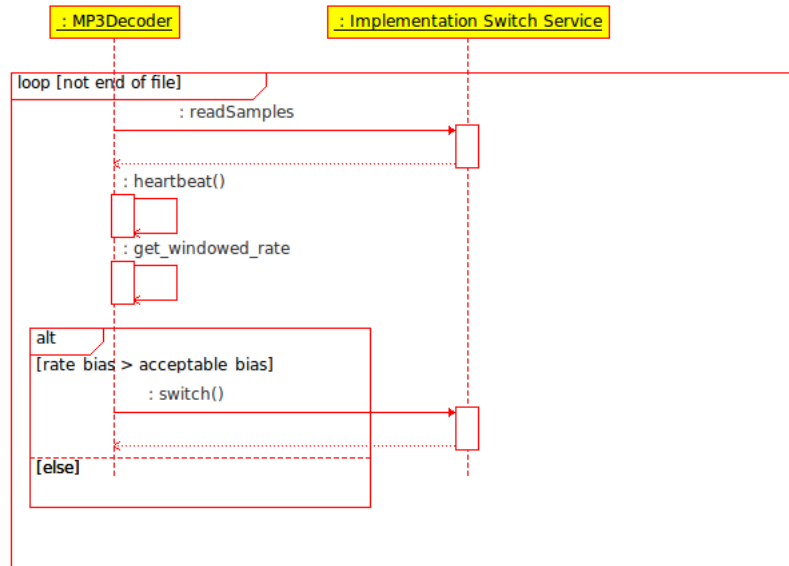 : MP3Decoder
: Implementation Switch Service
loop [not end of file]
: readSamples
: heartbeat()
: get_windowed_rate
alt
[rate bias > acceptable bias]
: switch()
[else]